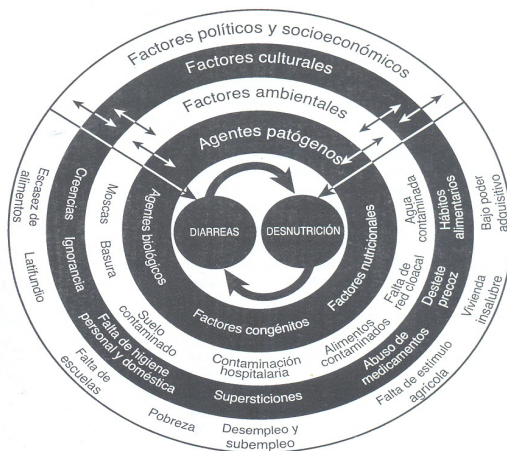 Factores políticos y socioeconómicos
Factores culturales
Factores ambientales
Agentes patógenos
DIARREAS
DESNUTRICIÓN
Agentes biológicos
Factores congénitos
Factores nutricionales
Moscas
Basura
Suelo
contaminado
Contaminación
hospitalaria
Alimentos
contaminados
Falta de
red cloacal
Agua
contaminada
Creencias
Ignorancia
Falta de higiene
personal y doméstica
Supersticiones
Abuso de
medicamentos
Destete
precoz
Hábitos
alimentarios
Escasez de
alimentos
Latifundio
Falta de
escuelas
Pobreza
Desempleo y
subempleo
Falta de estímulo
agrícola
Vivienda
insalubre
Bajo poder
adquisitivo